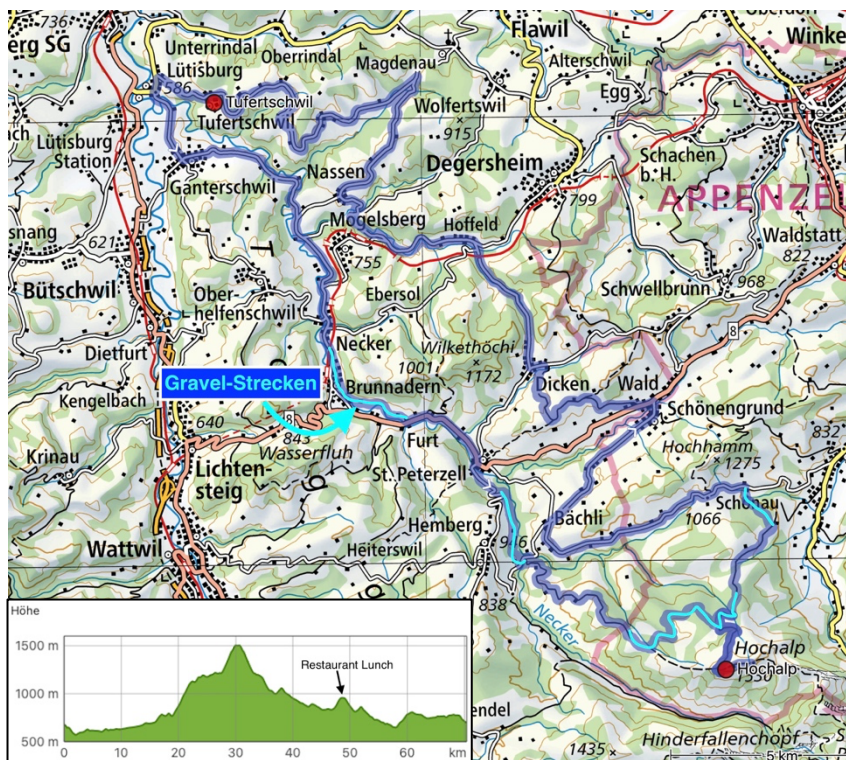 736
erg SG
Unterrindal
Oberrindal
Flawil
Winke
Lütisburg
Magdenau
Alterschwil
586
Tufertschwil
Egg
Tufertschwil
Wolfertswil
915
Lütisburg
Station
Degersheim
Schachen
b. H.
Nassen
Ganterschwil
799
APPENZE
Mogelsberg
Hoffeld
snang
621
T
755
Waldstatt
822
Bütschwil
Ober-
helfenschwil
Ebersol
Schwellbrunn
968
Necker
Wilkethöchi
1001
1172
8
Dietfurt
Gravel-Strecken
Brunnadern
Dicken
Wald
Kengelbach
Schönengrund
640
8
843
Wasserfluh
Furt
Hochhamm
1275
832
Krinau
Lichten-
steig
St. Peterzell
g
Schönau
Hemberg
Bächli
1066
Wattwil
946
Heiterswil
838
Necker
Höhe
1500 m
Restaurant Lunch
1000 m
500 m
0
20
30
40
50
60
km
10
Hochalp
Hochalp
1530
endel
Hinderfallenchopf
1435
5 km